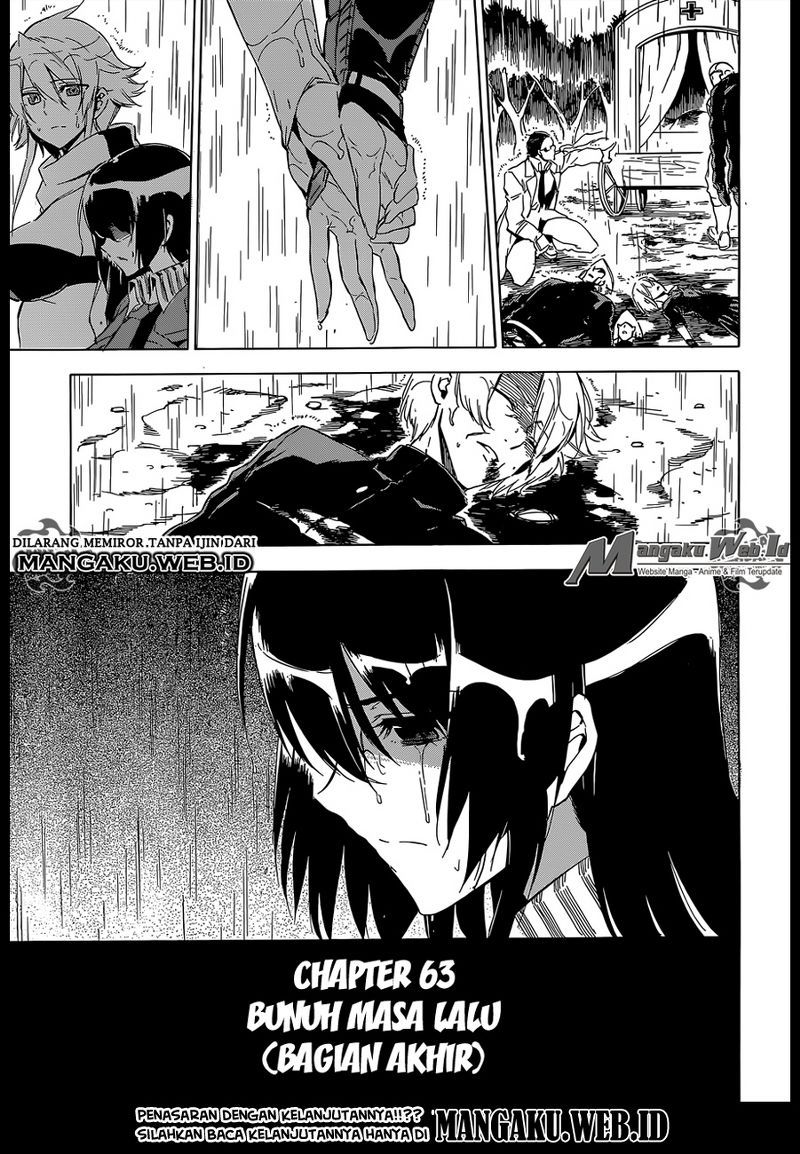 DILARANG MEMIROR TANPA IJIN DARI
MANGAKU.WEB.ID
Mangaku.Web.Id
Website Manga - Anime & Film Terupdate
CHAPTER 63
BUNUH MASA LALU
(BAGIAN AKHIR)
PENASARAN DENGAN KELANJUTANNYA!!??
SILAHKAN BACA KELANJUTANNYA HANYA DI MANGAKU.WEB.ID